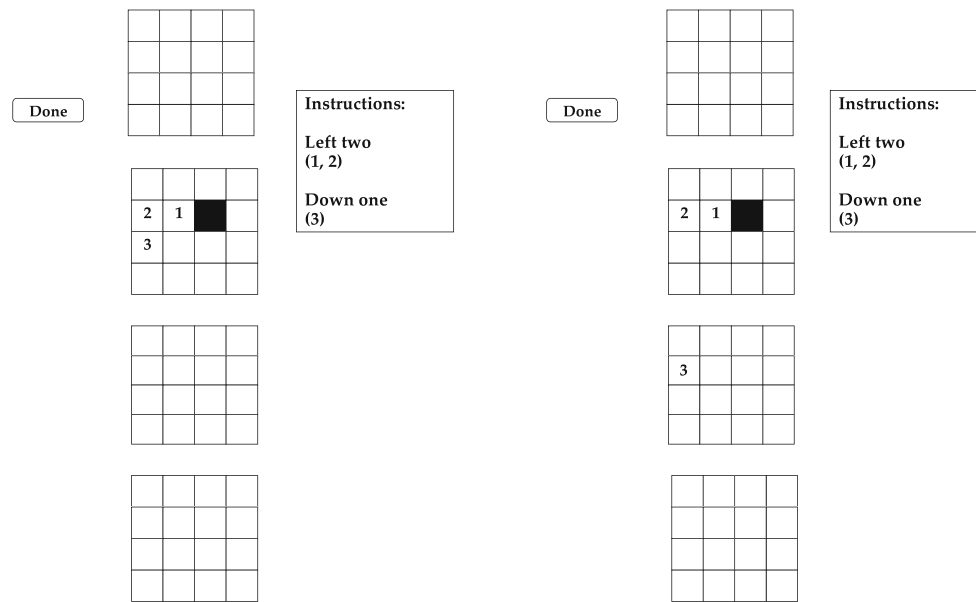 Done
Instructions:
Left two
(1, 2)
Down one
(3)
2 1
3
Done
Instructions:
Left two
(1, 2)
Down one
(3)
2 1
3